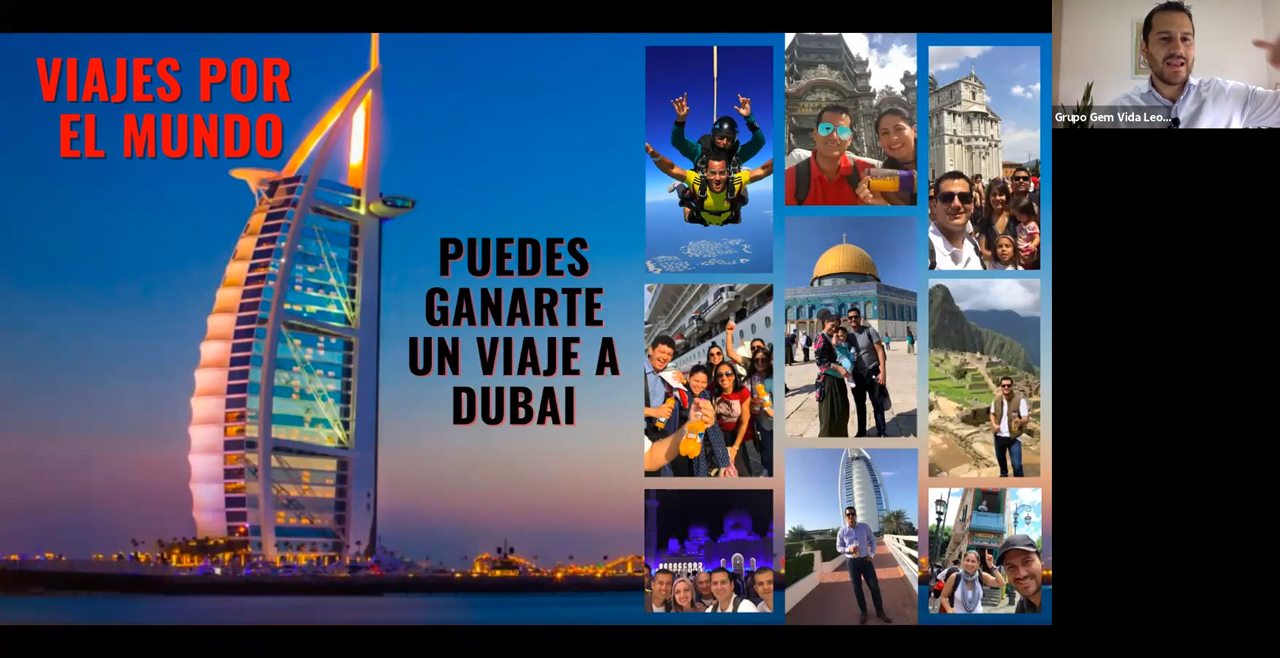 VIAJES POR
EL MUNDO
PUEDES
GANARTE
UN VIAJE A
DUBAI
Grupo Gem Vida Leo...